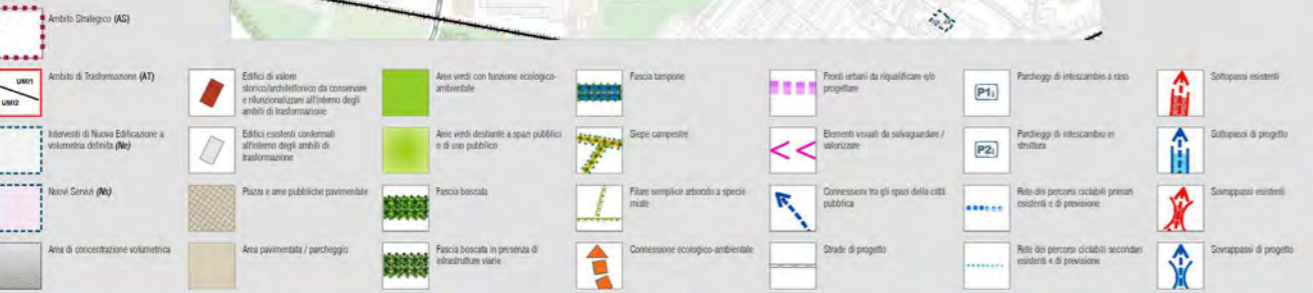 Ambito Strategico (AS)
UMI1
UMI2
Ambito di Trasformazione (AT)
Interventi di Nuova Edificazione a
volumetria definita (Ne)
Nuovi Servizi (Ns)
Area di concentrazione volumetrica
Edifici di valore
storico/architettonico da conservare
e rifunzionalizzare all'interno degli
ambiti di trasformazione
Edifici esistenti confermati
all'interno degli ambiti di
trasformazione
Piazza e aree pubbliche pavimentate
Area pavimentata / parcheggio
Aree verdi con funzione ecologico-
ambientale
Aree verdi destinate a spazi pubblici
o di uso pubblico
Fascia boscata
Fascia boscata in presenza di
infrastrutture viarie
Fascia tampone
Siepe campestre
Filare semplice arborato a specie
miste
Connessione ecologico-ambientale
Fronti urbani da riqualificare e/o
progettare
Elementi visuali da salvaguardare /
valorizzare
Connessione tra gli spazi della città
pubblica
Strade di progetto
P1
Parcheggi di intescambio a raso
P2
Parcheggi di intescambio in
struttura
Rete dei percorsi ciclabili primari
esistenti e di previsione
Rete dei percorsi ciclabili secondari
esistenti e di previsione
Sottopassi esistenti
Sottopassi di progetto
Sovrappassi esistenti
Sovrappassi di progetto